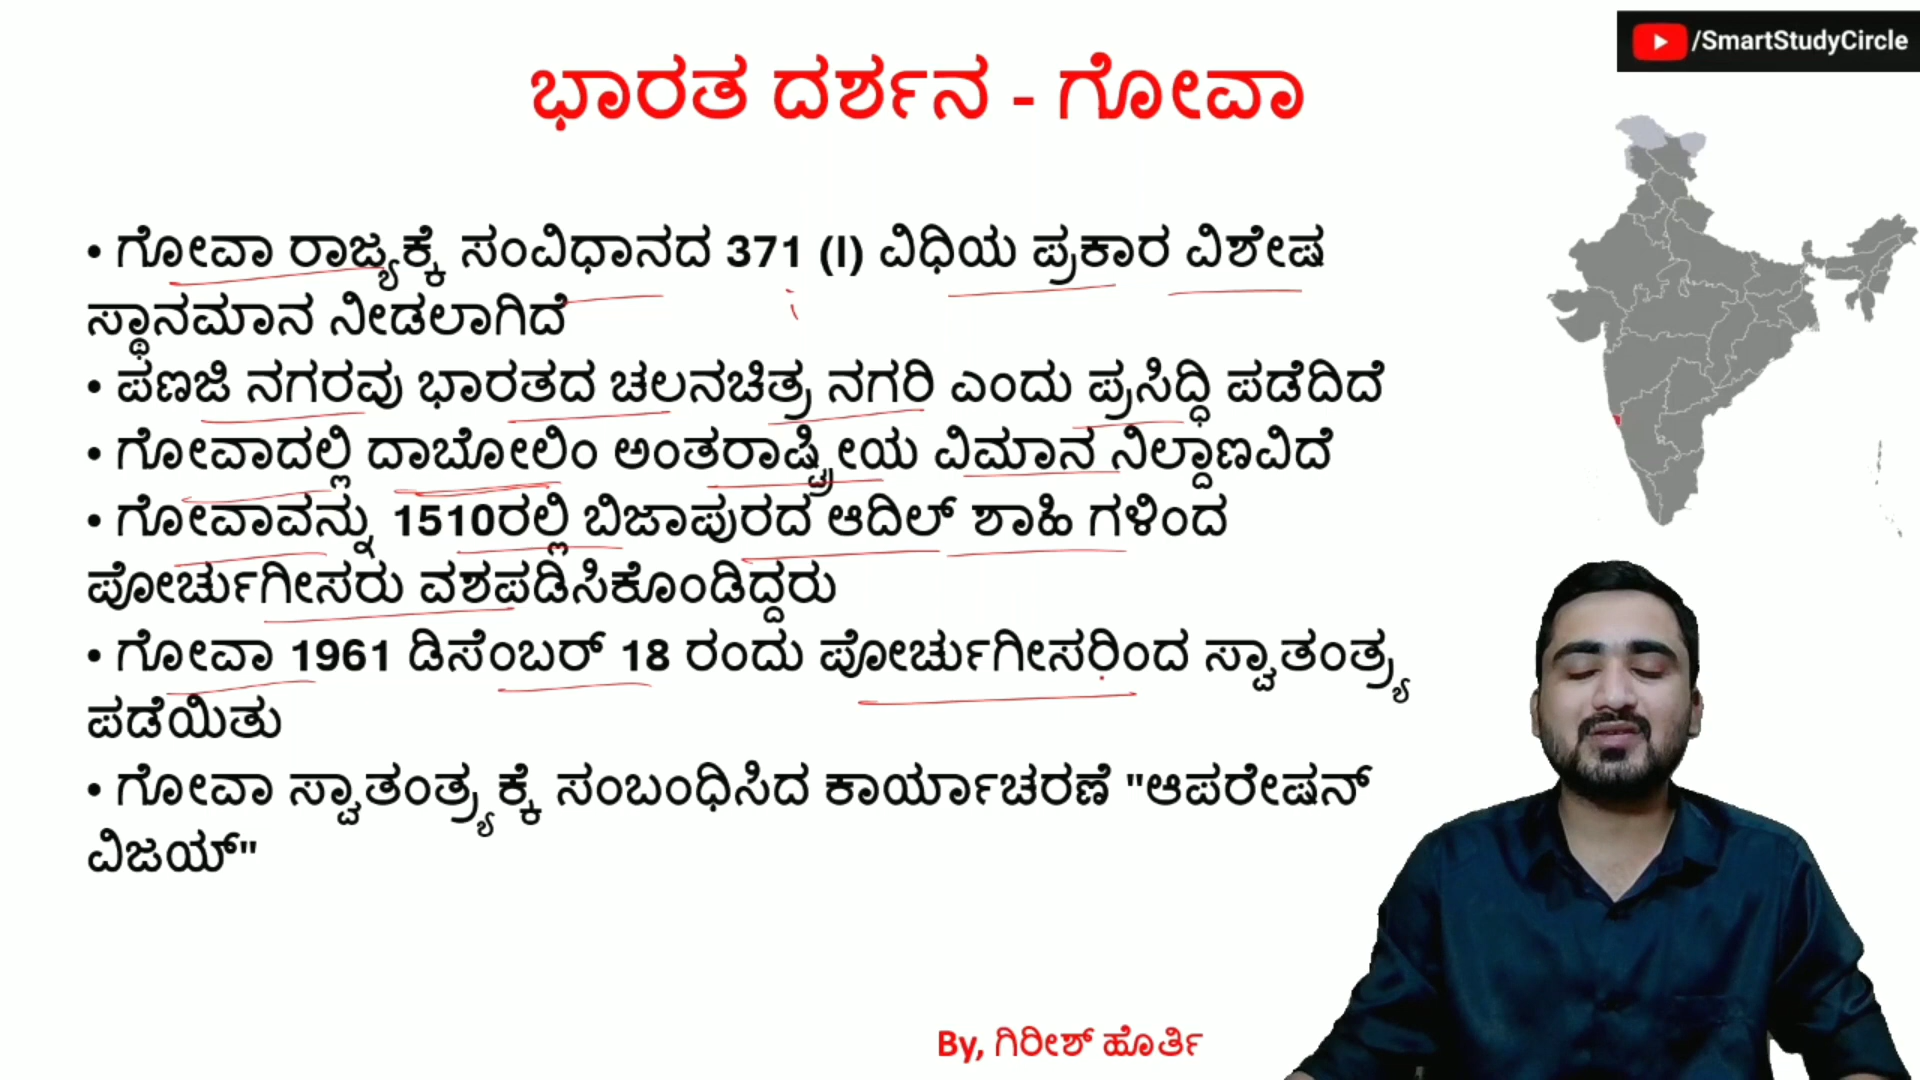 /SmartStudyCircle
ಭಾರತ ದರ್ಶನ - ಗೋವಾ
• ಗೋವಾ ರಾಜ್ಯಕ್ಕೆ ಸಂವಿಧಾನದ 371 (I) ವಿಧಿಯ ಪ್ರಕಾರ ವಿಶೇಷ
ಸ್ಥಾನಮಾನ ನೀಡಲಾಗಿದೆ
• ಪಣಜಿ ನಗರವು ಭಾರತದ ಚಲನಚಿತ್ರ ನಗರಿ ಎಂದು ಪ್ರಸಿದ್ಧಿ ಪಡೆದಿದೆ
• ಗೋವಾದಲ್ಲಿ ದಾಬೋಲಿಂ ಅಂತರಾಷ್ಟ್ರೀಯ ವಿಮಾನ ನಿಲ್ದಾಣವಿದೆ
• ಗೋವಾವನ್ನು 1510ರಲ್ಲಿ ಬಿಜಾಪುರದ ಆದಿಲ್ ಶಾಹಿ ಗಳಿಂದ
ಪೋರ್ಚುಗೀಸರು ವಶಪಡಿಸಿಕೊಂಡಿದ್ದರು
• ಗೋವಾ 1961 ಡಿಸೆಂಬರ್ 18 ರಂದು ಪೋರ್ಚುಗೀಸರಿಂದ ಸ್ವಾತಂತ್ರ್ಯ
ಪಡೆಯಿತು
• ಗೋವಾ ಸ್ವಾತಂತ್ರ್ಯಕ್ಕೆ ಸಂಬಂಧಿಸಿದ ಕಾರ್ಯಾಚರಣೆ "ಆಪರೇಷನ್
ವಿಜಯ್"
By, ಗಿರೀಶ್ ಹೊರ್ತಿ